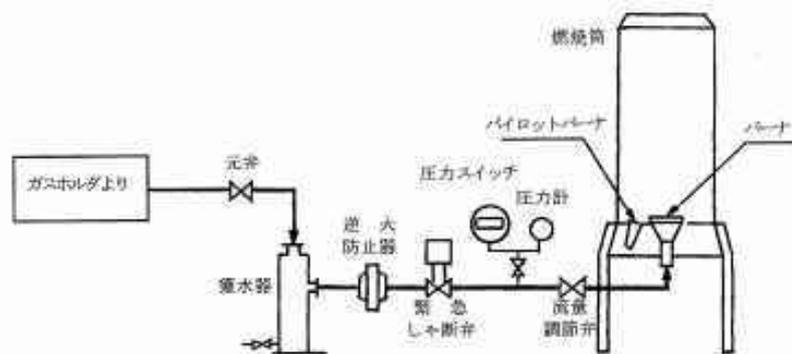 燃焼筒
パイロットバーナ
バーナ
元弁
ガスホルダより
圧力スイッチ
圧力計
逆火
防止器
凝水器
緊急
しゃ断弁
流量
調節弁